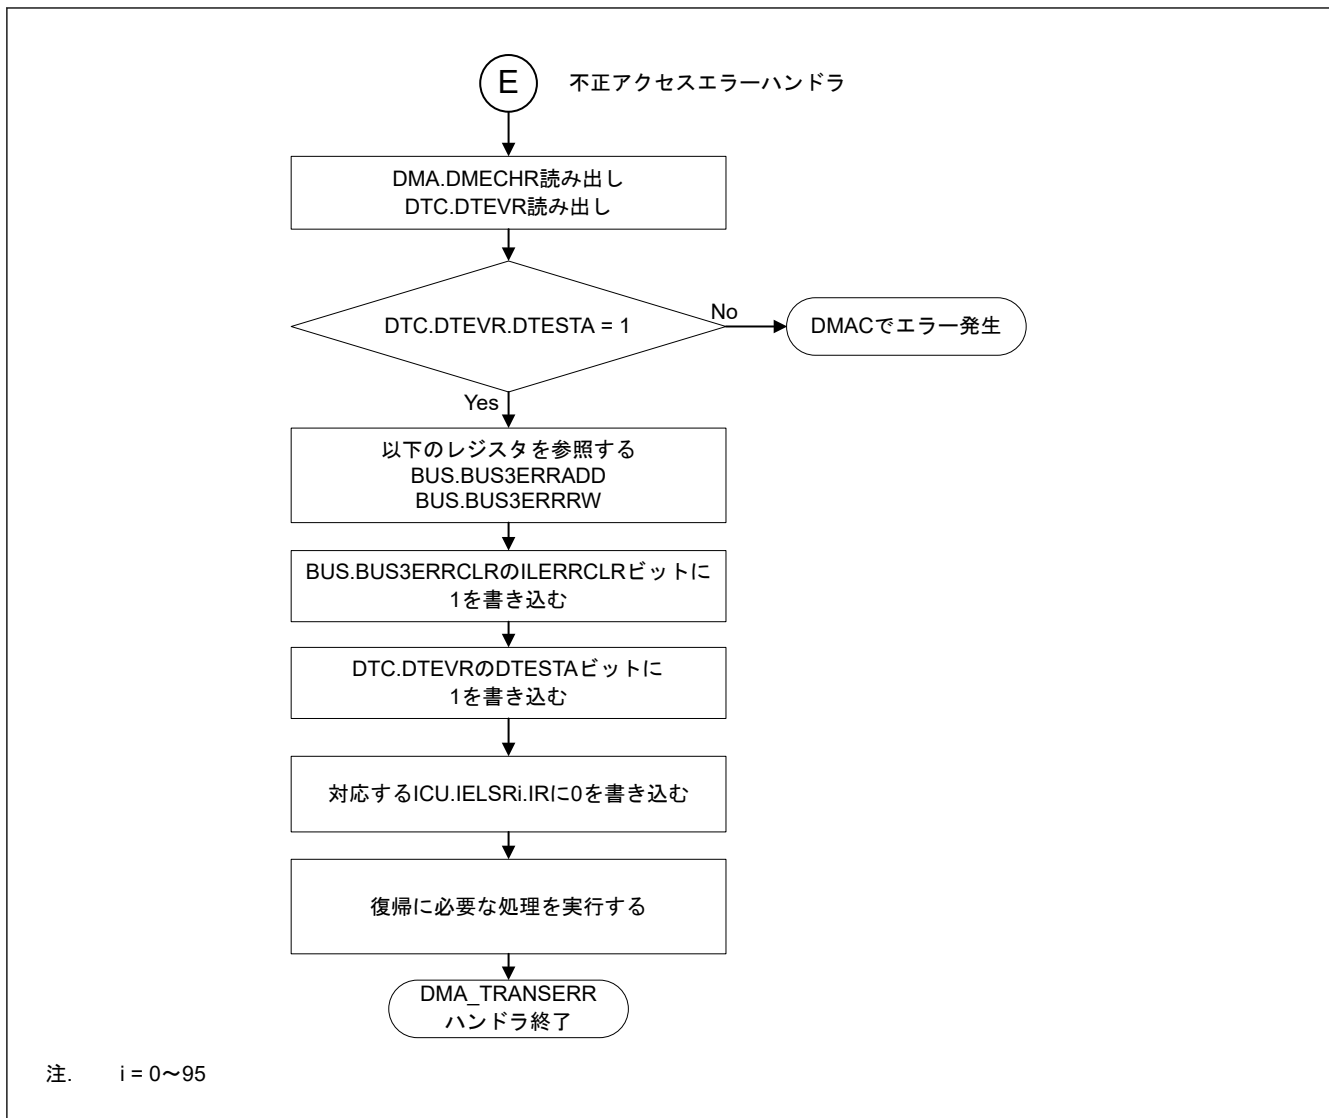 E
不正アクセスエラーハンドラ
DMA.DMECHR読み出し
DTC.DTEVR読み出し
DTC.DTEVR.DTESTA = 1
No
DMACでエラー発生
Yes
以下のレジスタを参照する
BUS.BUS3ERRADD
BUS.BUS3ERRRW
BUS.BUS3ERRCLRのILERRCLRビットに
1を書き込む
DTC.DTEVRのDTESTAビットに
1を書き込む
対応するICU.IELSRi.IRに0を書き込む
復帰に必要な処理を実行する
DMA_TRANSERR
ハンドラ終了
注. i = 0～95